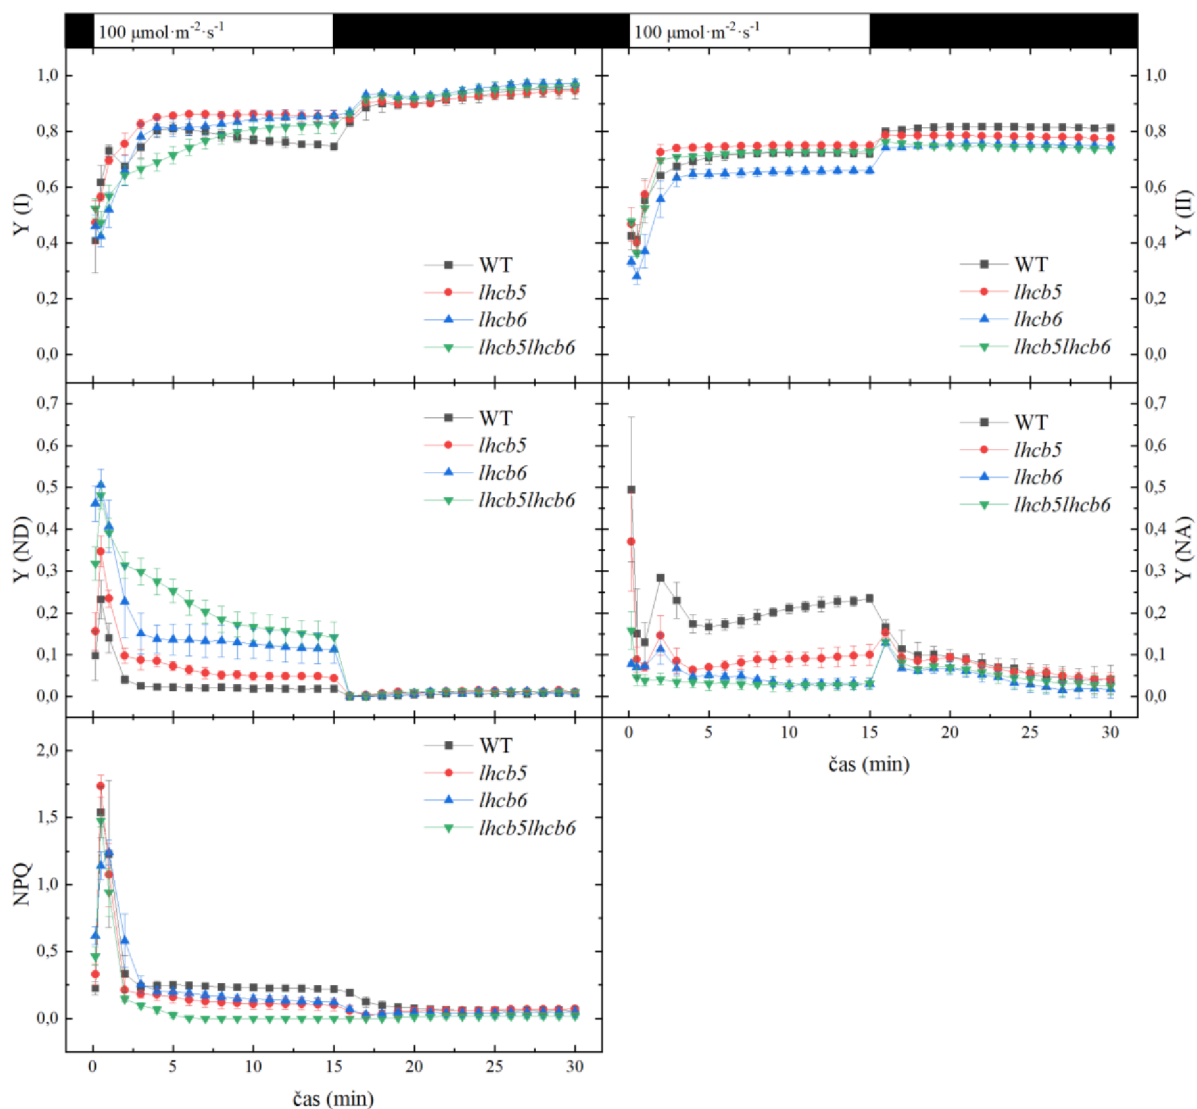 100 μmol·m⁻²·s⁻¹
100 μmol·m⁻²·s⁻¹
1,0
0,8
0,6
0,4
0,2
0,0
Y (I)
WT
lhcb5
lhcb6
lhcb5lhcb6
WT
lhcb5
lhcb6
lhcb5lhcb6
1,0
0,8
0,6
0,4
0,2
0,0
Y (II)
0,7
0,6
0,5
0,4
0,3
0,2
0,1
0,0
Y (ND)
WT
lhcb5
lhcb6
lhcb5lhcb6
WT
lhcb5
lhcb6
lhcb5lhcb6
0,7
0,6
0,5
0,4
0,3
0,2
0,1
0,0
Y (NA)
0 5 10 15 20 25 30
čas (min)
2,0
1,5
1,0
0,5
0,0
NPQ
WT
lhcb5
lhcb6
lhcb5lhcb6
0 5 10 15 20 25 30
čas (min)